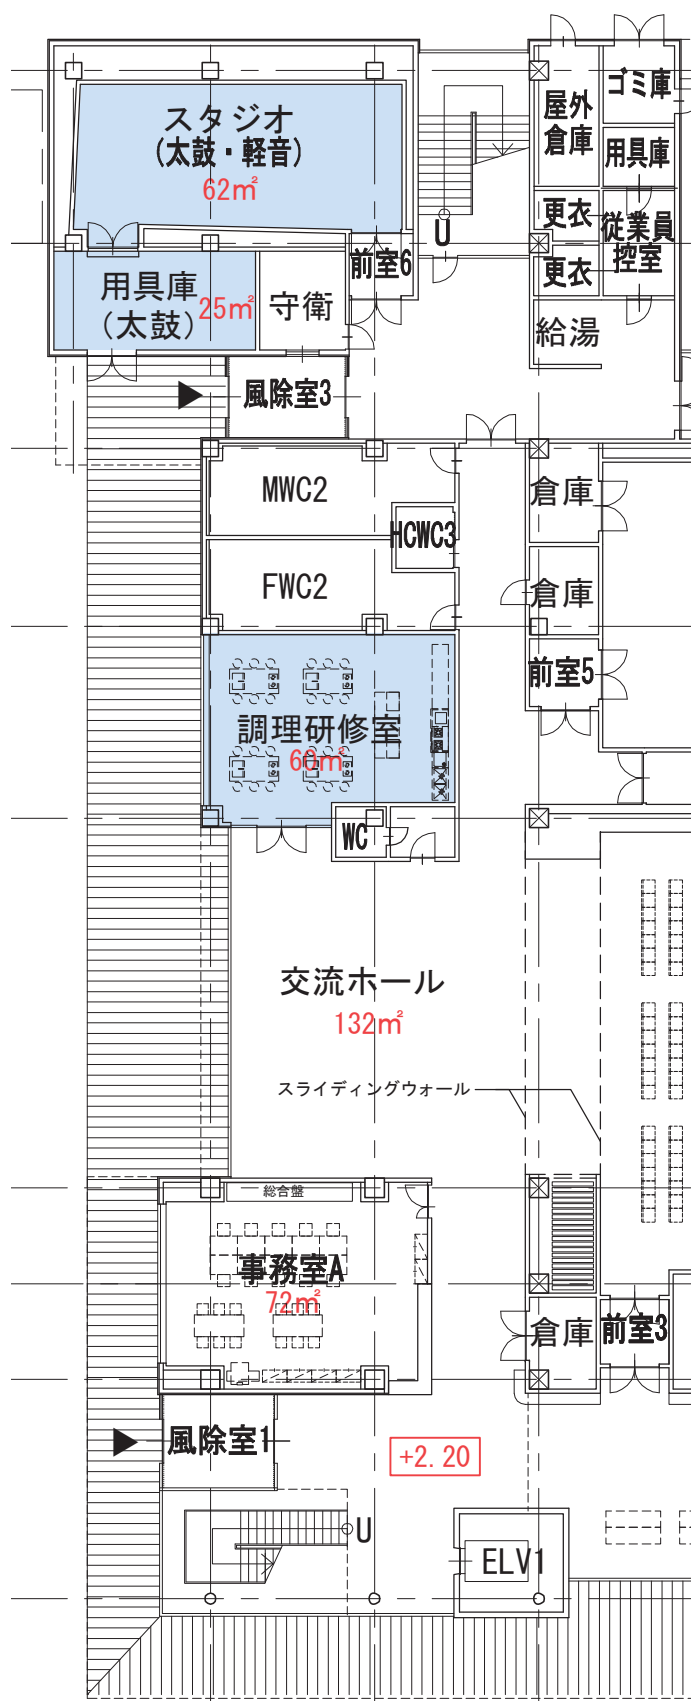 スタジオ
(太鼓・軽音)
62㎡
屋外
倉庫
ゴミ庫
用具庫
更衣
更衣
従業員
控室
U
前室6
用具庫
(太鼓)
25㎡
守衛
給湯
風除室3
MWC2
HCWC3
FWC2
倉庫
倉庫
前室5
調理研修室
60㎡
WC
交流ホール
132㎡
スライディングウォール
総合盤
事務室A
72㎡
倉庫
前室3
風除室1
+2.20
U
ELV1